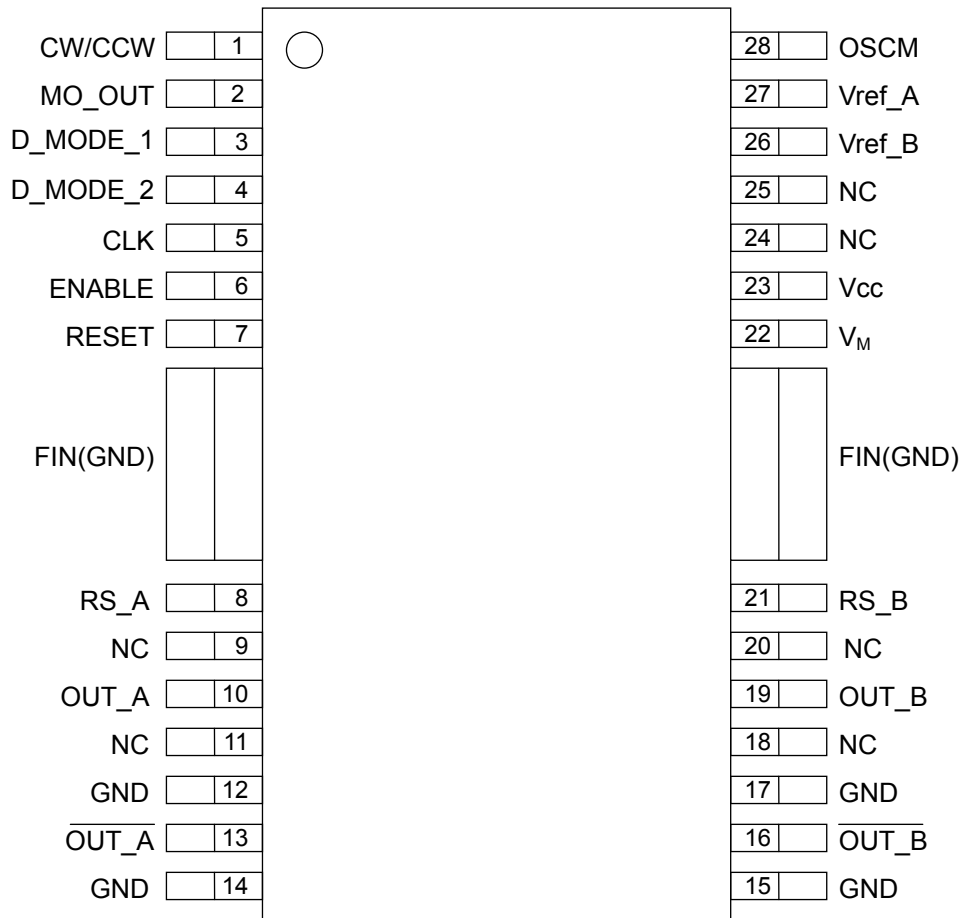 CW/CCW 1 28 OSCM
MO_OUT 2 27 Vref_A
D_MODE_1 3 26 Vref_B
D_MODE_2 4 25 NC
CLK 5 24 NC
ENABLE 6 23 Vcc
RESET 7 22 VM
FIN(GND) FIN(GND)
RS_A 8 21 RS_B
NC 9 20 NC
OUT_A 10 19 OUT_B
NC 11 18 NC
GND 12 17 GND
O̅U̅T̅_̅A̅ 13 16 O̅U̅T̅_̅B̅
GND 14 15 GND